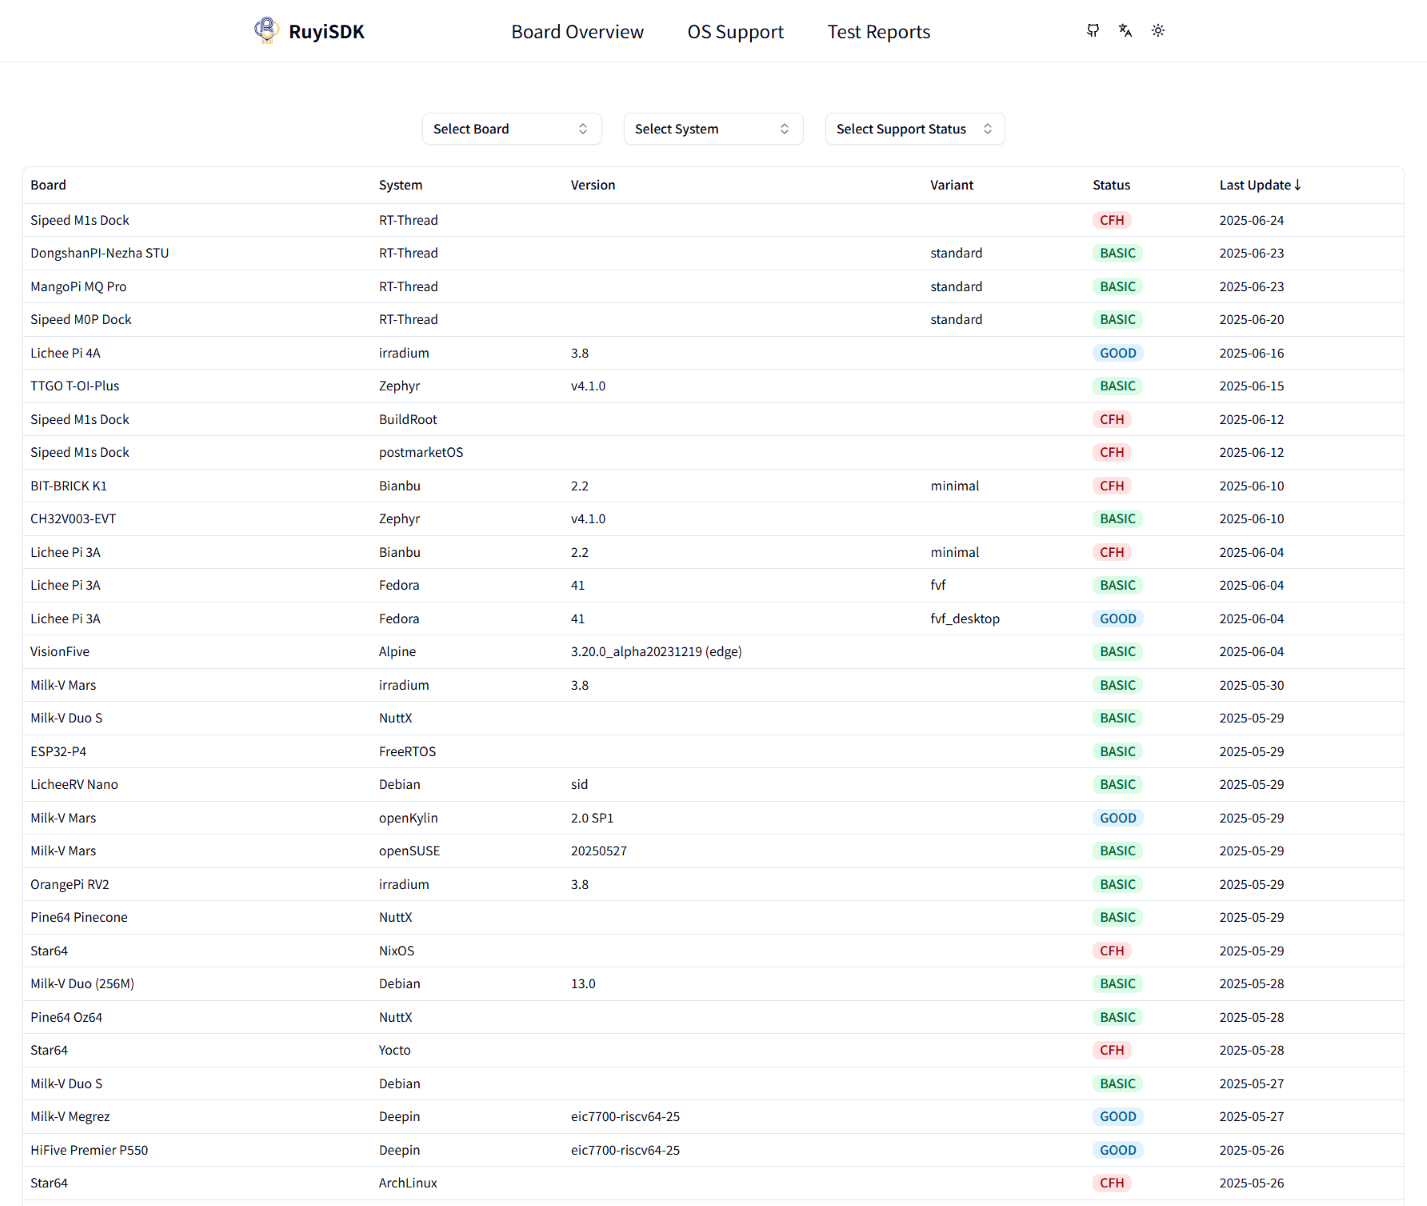 RuyiSDK Board Overview OS Support Test Reports
Select Board Select System Select Support Status
Board System Version Variant Status Last Update ↓
Sipeed M1s Dock RT-Thread CFH 2025-06-24
DongshanPI-Nezha STU RT-Thread standard BASIC 2025-06-23
MangoPi MQ Pro RT-Thread standard BASIC 2025-06-23
Sipeed M0P Dock RT-Thread standard BASIC 2025-06-20
Lichee Pi 4A irradium 3.8 GOOD 2025-06-16
TTGO T-OI-Plus Zephyr v4.1.0 BASIC 2025-06-15
Sipeed M1s Dock BuildRoot CFH 2025-06-12
Sipeed M1s Dock postmarketOS CFH 2025-06-12
BIT-BRICK K1 Bianbu 2.2 minimal CFH 2025-06-10
CH32V003-EVT Zephyr v4.1.0 BASIC 2025-06-10
Lichee Pi 3A Bianbu 2.2 minimal CFH 2025-06-04
Lichee Pi 3A Fedora 41 fvf BASIC 2025-06-04
Lichee Pi 3A Fedora 41 fvf_desktop GOOD 2025-06-04
VisionFive Alpine 3.20.0_alpha20231219 (edge) BASIC 2025-06-04
Milk-V Mars irradium 3.8 BASIC 2025-05-30
Milk-V Duo S NuttX BASIC 2025-05-29
ESP32-P4 FreeRTOS BASIC 2025-05-29
LicheeRV Nano Debian sid BASIC 2025-05-29
Milk-V Mars openKylin 2.0 SP1 GOOD 2025-05-29
Milk-V Mars openSUSE 20250527 BASIC 2025-05-29
OrangePi RV2 irradium 3.8 BASIC 2025-05-29
Pine64 Pinecone NuttX BASIC 2025-05-29
Star64 NixOS CFH 2025-05-29
Milk-V Duo (256M) Debian 13.0 BASIC 2025-05-28
Pine64 Oz64 NuttX BASIC 2025-05-28
Star64 Yocto CFH 2025-05-28
Milk-V Duo S Debian BASIC 2025-05-27
Milk-V Megrez Deepin eic7700-riscv64-25 GOOD 2025-05-27
HiFive Premier P550 Deepin eic7700-riscv64-25 GOOD 2025-05-26
Star64 ArchLinux CFH 2025-05-26